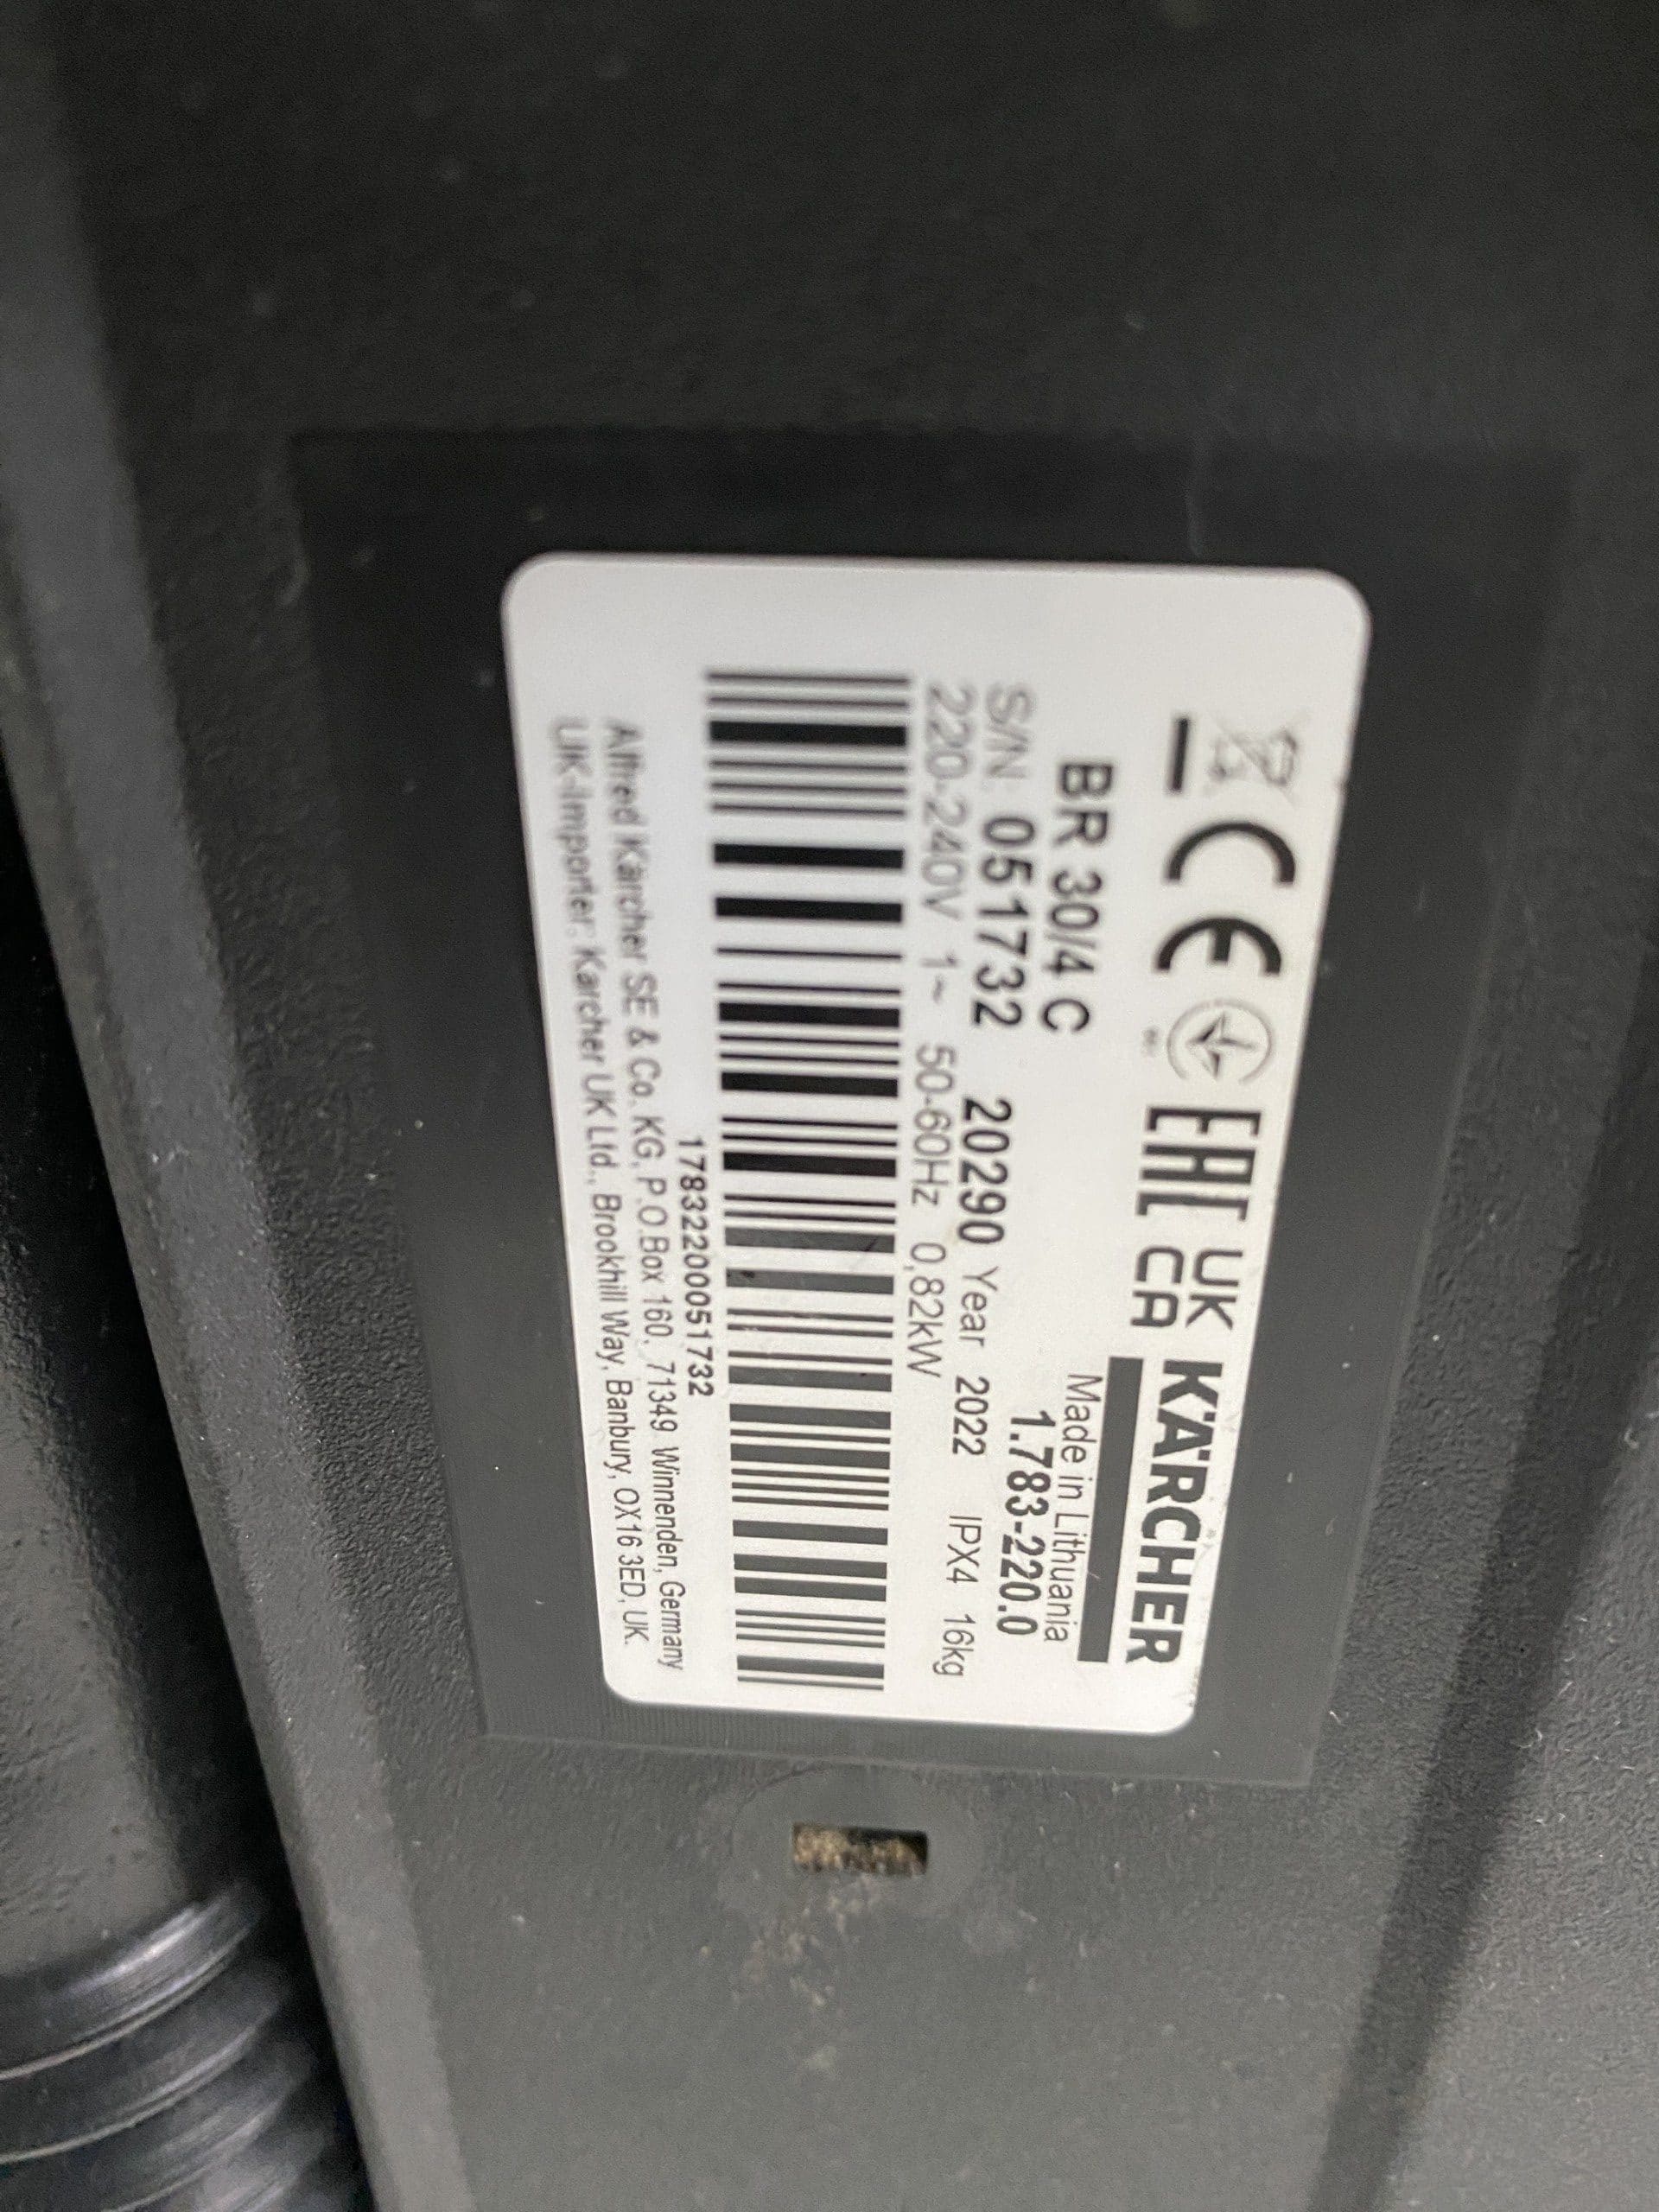 CE EAC UK CA KÄRCHER
BR 30/4 C Made in Lithuania
1.783-220.0
S/N: 051732 20290 Year 2022 IPX4 16kg
220-240V 1~ 50-60Hz 0,82kW
17832200051732
Alfred Kärcher SE & Co. KG, P.O.Box 160, 71349 Winnenden, Germany
UK-Importer: Karcher UK Ltd., Brookhill Way, Banbury, OX16 3ED, UK.